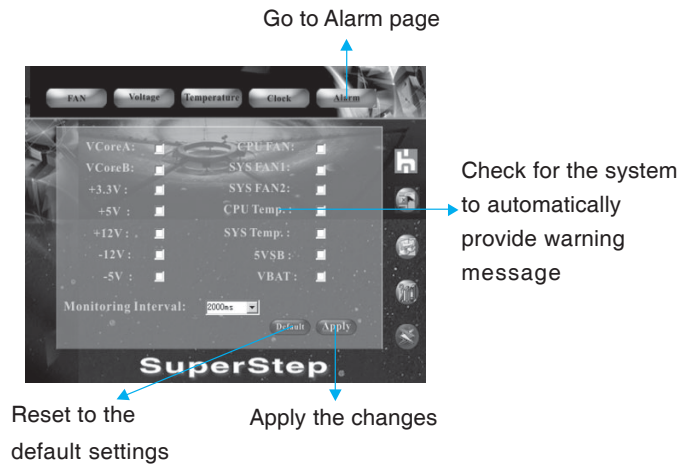 Go to Alarm page
FAN Voltage Temperature Clock Alarm
VCoreA: CPU FAN:
VCoreB: SYS FAN1:
+3.3V : SYS FAN2:
+5V : CPU Temp. :
+12V : SYS Temp. :
-12V : 5VSB :
-5V : VBAT :
Monitoring Interval: 2000ms
Default Apply
SuperStep
Check for the system
to automatically
provide warning
message
Reset to the
default settings
Apply the changes